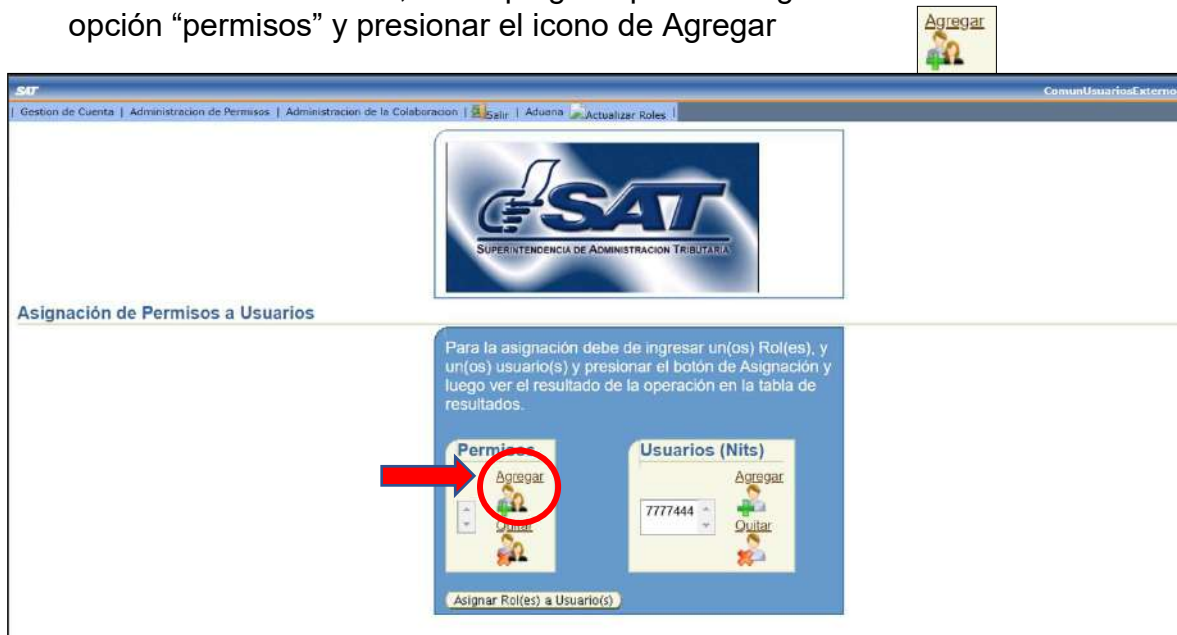 opción “permisos” y presionar el icono de Agregar
Agregar
SAT
ComunUsuariosExterno
| Gestion de Cuenta | Administracion de Permisos | Administracion de la Colaboracion | Salir | Aduana Actualizar Roles |
SAT
SUPERINTENDENCIA DE ADMINISTRACION TRIBUTARIA
Asignación de Permisos a Usuarios
Para la asignación debe de ingresar un(os) Rol(es), y
un(os) usuario(s) y presionar el botón de Asignación y
luego ver el resultado de la operación en la tabla de
resultados.
Permisos
Agregar
Quitar
Usuarios (Nits)
Agregar
7777444
Quitar
Asignar Rol(es) a Usuario(s)